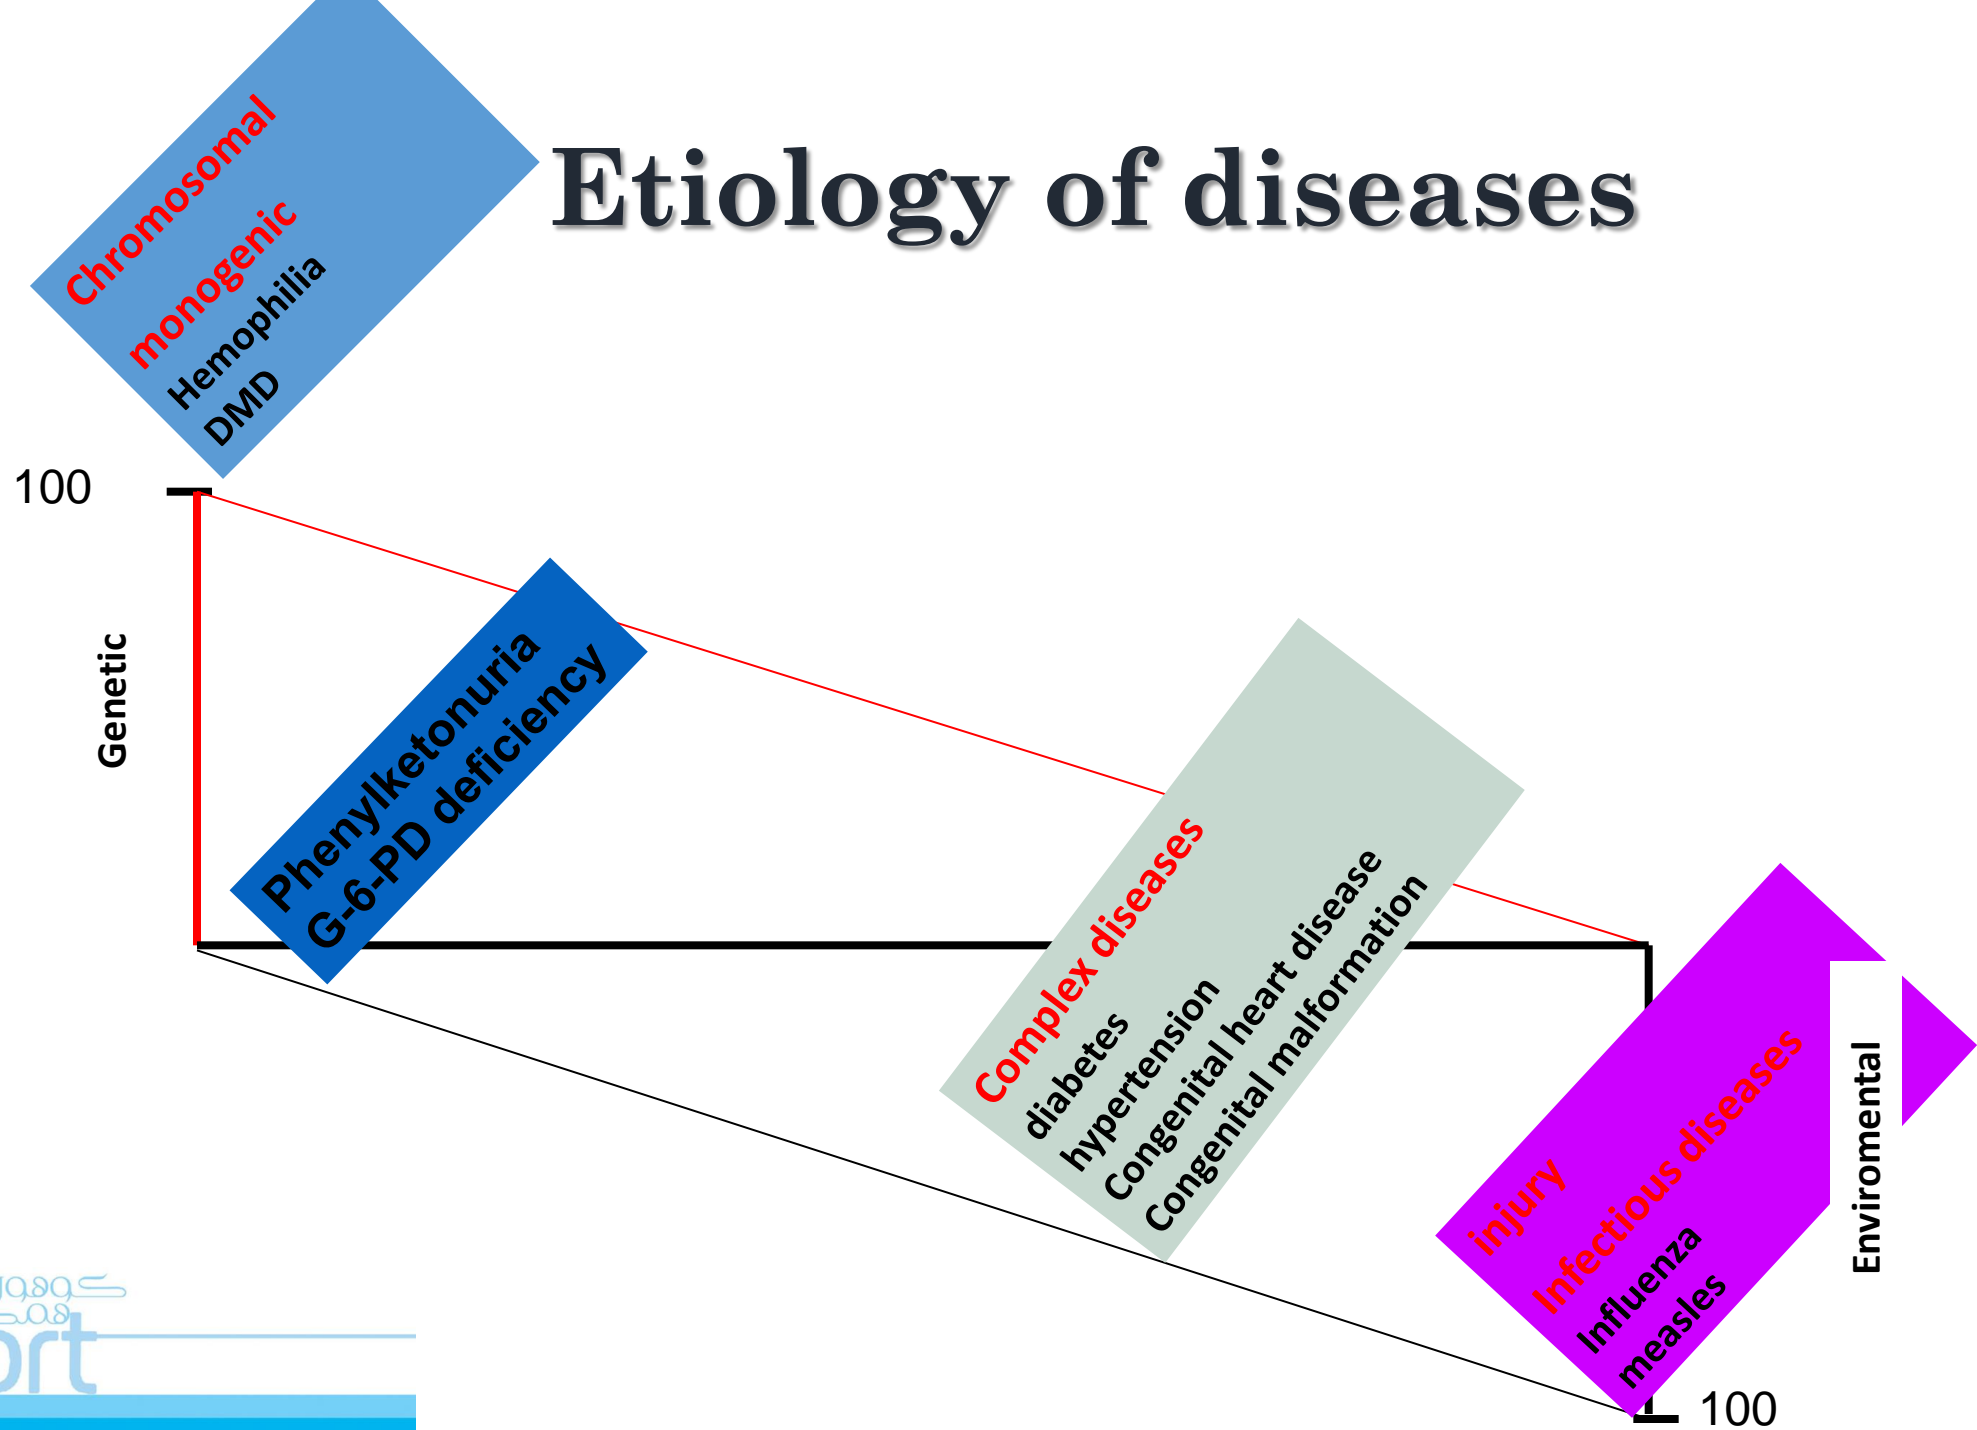 Etiology of diseases
Chromosomal
monogenic
Hemophilia
DMD
100
Genetic
Phenylketonuria
G-6-PD deficiency
Complex diseases
diabetes
hypertension
Congenital heart disease
Congenital malformation
injury
Infectious diseases
Influenza
measles
Enviromental
100